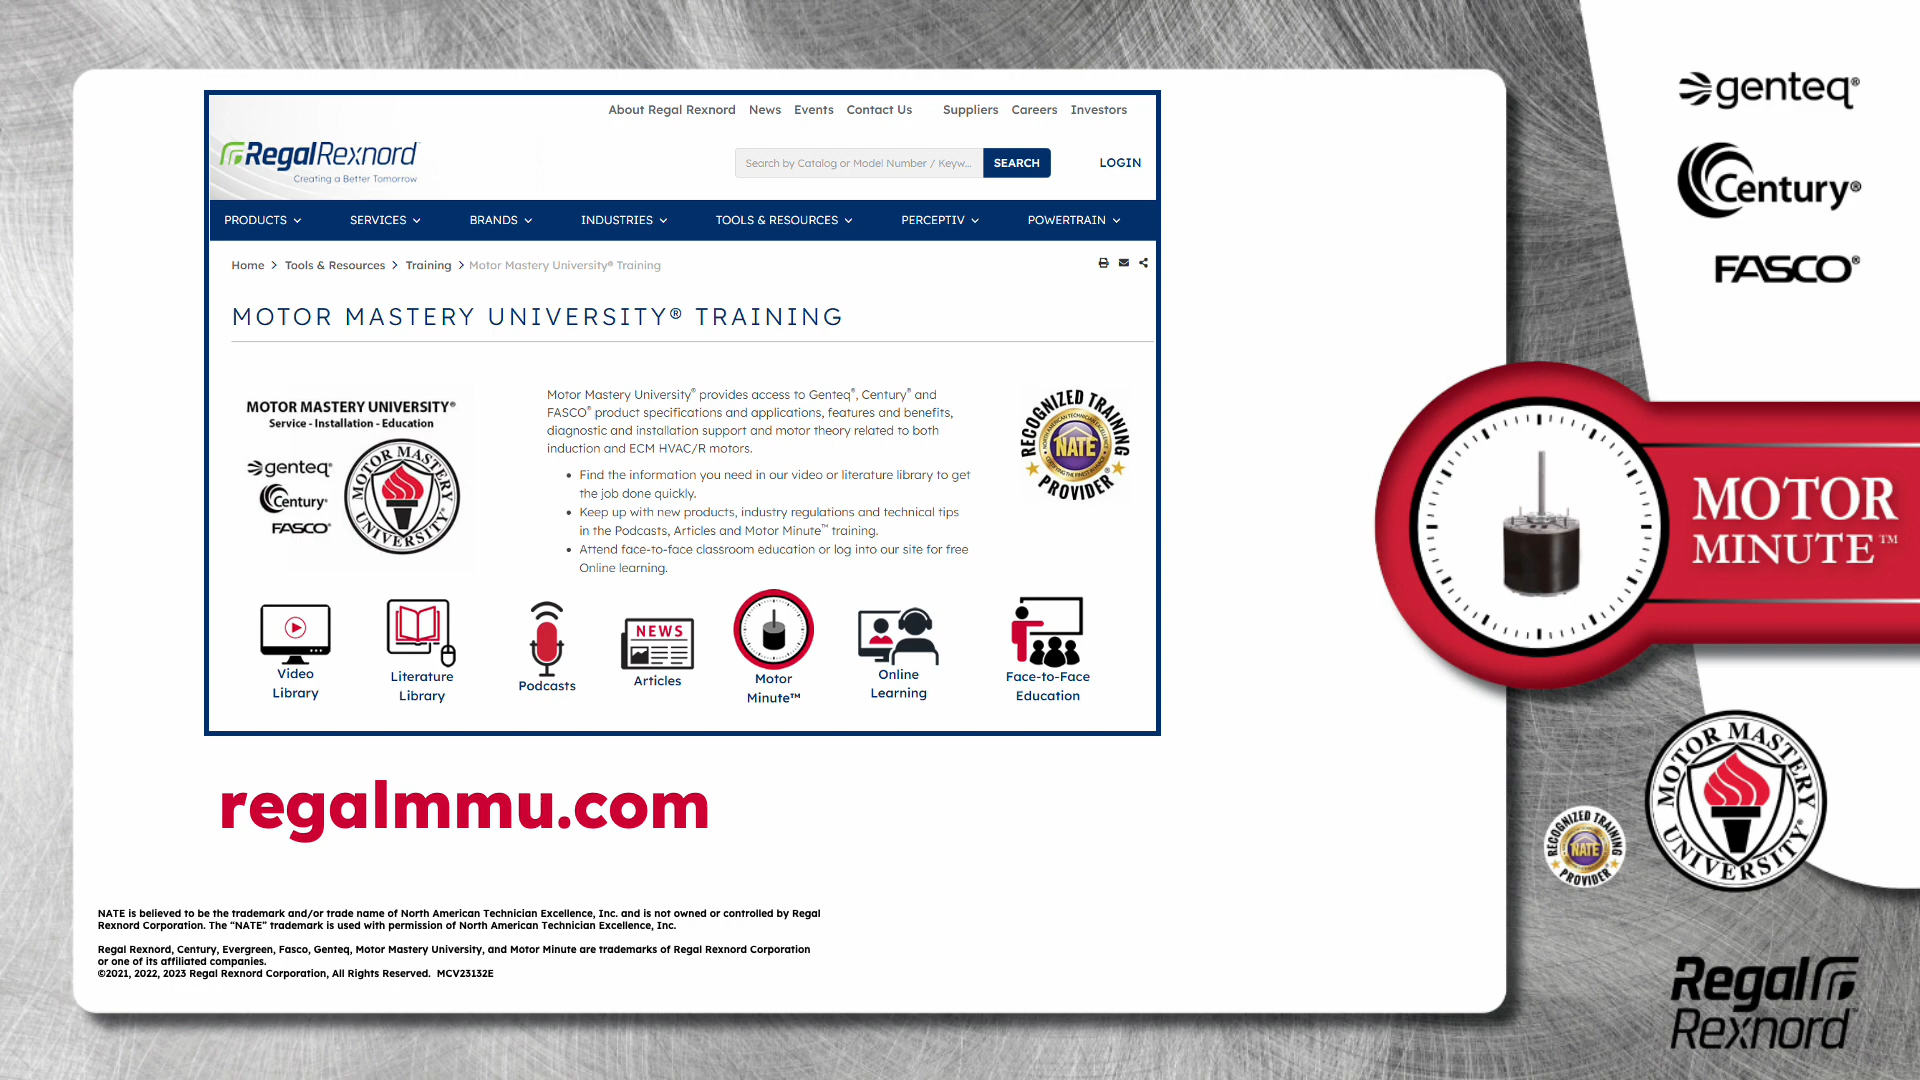 About Regal Rexnord News Events Contact Us Suppliers Careers Investors
RegalRexnord
Creating a Better Tomorrow
Search by Catalog or Model Number / Keyw... SEARCH LOGIN
PRODUCTS SERVICES BRANDS INDUSTRIES TOOLS & RESOURCES PERCEPTIV POWERTRAIN
Home > Tools & Resources > Training > Motor Mastery University® Training
MOTOR MASTERY UNIVERSITY® TRAINING
MOTOR MASTERY UNIVERSITY®
Service - Installation - Education
genteq®
Century®
FASCO®
MOTOR MASTERY UNIVERSITY®
Motor Mastery University® provides access to Genteq®, Century® and
FASCO® product specifications and applications, features and benefits,
diagnostic and installation support and motor theory related to both
induction and ECM HVAC/R motors.
• Find the information you need in our video or literature library to get
the job done quickly.
• Keep up with new products, industry regulations and technical tips
in the Podcasts, Articles and Motor Minute™ training.
• Attend face-to-face classroom education or log into our site for free
Online learning.
RECOGNIZED TRAINING
NATE
PROVIDER
Video
Library
Literature
Library
Podcasts
NEWS
Articles
Motor
Minute™
Online
Learning
Face-to-Face
Education
regalmmu.com
NATE is believed to be the trademark and/or trade name of North American Technician Excellence, Inc. and is not owned or controlled by Regal
Rexnord Corporation. The “NATE” trademark is used with permission of North American Technician Excellence, Inc.
Regal Rexnord, Century, Evergreen, Fasco, Genteq, Motor Mastery University, and Motor Minute are trademarks of Regal Rexnord Corporation
or one of its affiliated companies.
©2021, 2022, 2023 Regal Rexnord Corporation, All Rights Reserved. MCV23132E
genteq®
Century®
FASCO®
MOTOR
MINUTE™
MOTOR MASTERY UNIVERSITY®
RECOGNIZED TRAINING
NATE
PROVIDER
Regal
Rexnord